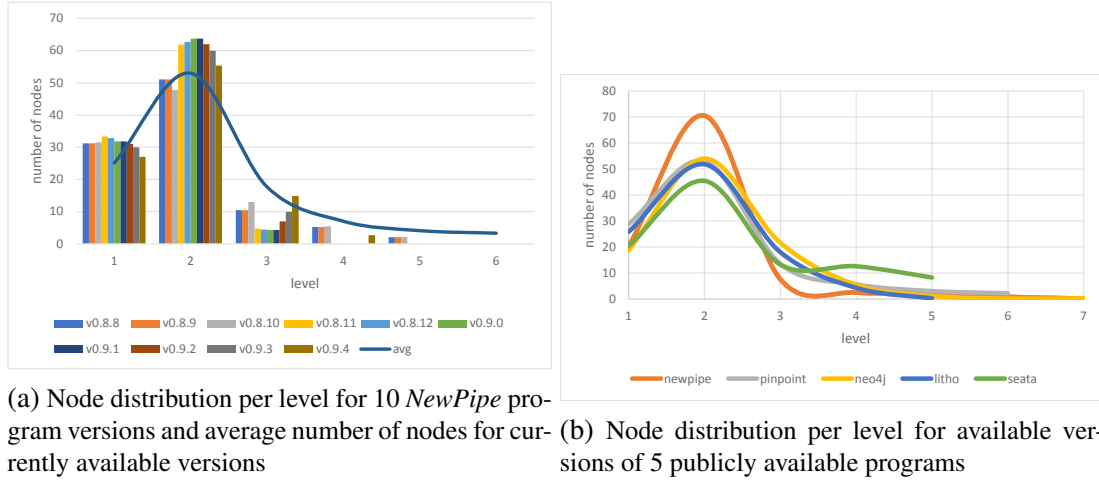 70
60
50
40
30
20
10
0
number of nodes
1 2 3 4 5 6
level
v0.8.8 v0.8.9 v0.8.10 v0.8.11 v0.8.12 v0.9.0
v0.9.1 v0.9.2 v0.9.3 v0.9.4 avg
(a) Node distribution per level for 10 NewPipe pro-
gram versions and average number of nodes for cur-
rently available versions
80
70
60
50
40
30
20
10
0
number of nodes
1 2 3 4 5 6 7
level
newpipe pinpoint neo4j litho seata
(b) Node distribution per level for available ver-
sions of 5 publicly available programs